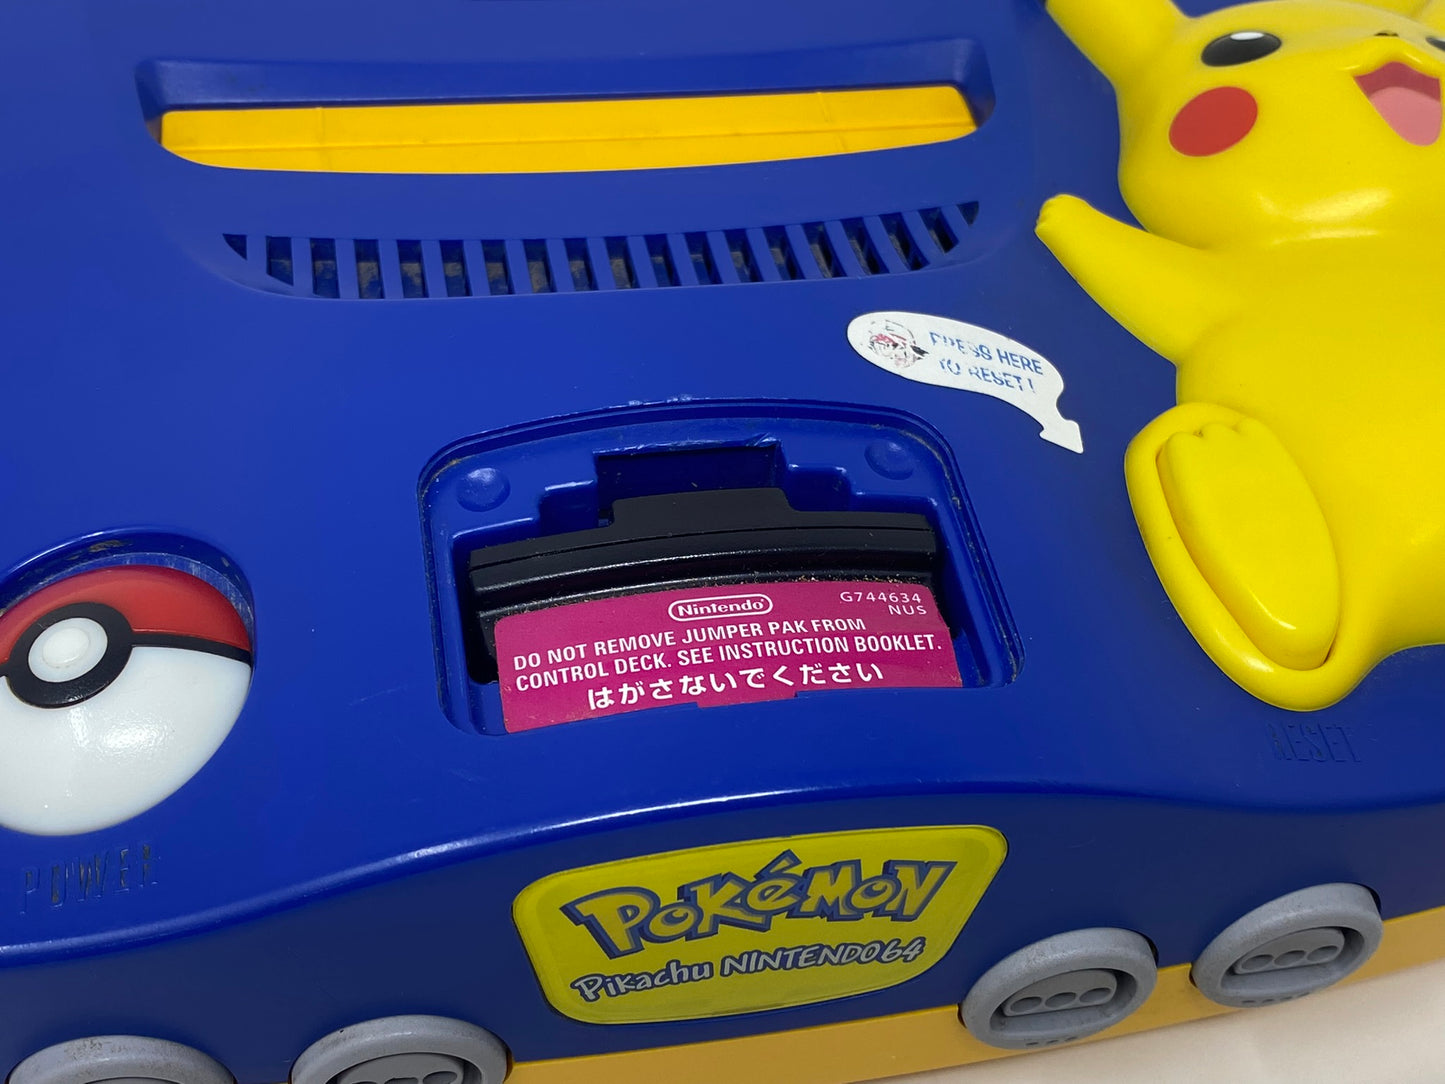 PRESS HERE
TO RESET!
Nintendo
G744634
NUS
DO NOT REMOVE JUMPER PAK FROM
CONTROL DECK. SEE INSTRUCTION BOOKLET.
はがさないでください
POWER
RESET
POKéMON
Pikachu NINTENDO64